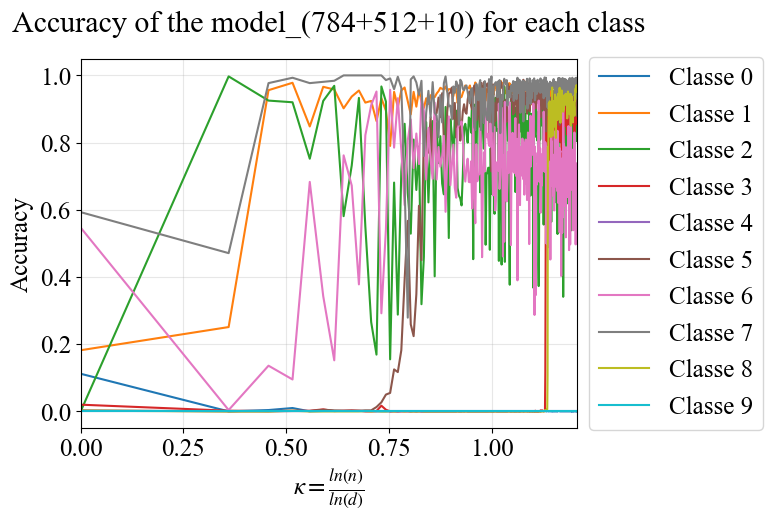 Accuracy of the model_(784+512+10) for each class
Accuracy
1.0
0.8
0.6
0.4
0.2
0.0
0.00 0.25 0.50 0.75 1.00
κ = ln(n)/ln(d)
Classe 0
Classe 1
Classe 2
Classe 3
Classe 4
Classe 5
Classe 6
Classe 7
Classe 8
Classe 9